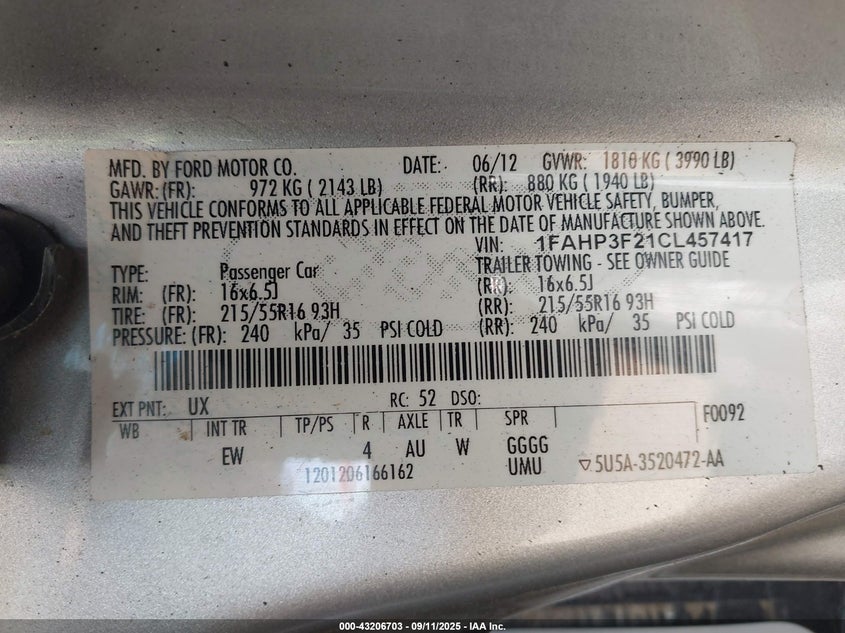 MFD. BY FORD MOTOR CO. DATE: 06/12 GVWR: 1810 KG ( 3990 LB)
GAWR: (FR): 972 KG ( 2143 LB) (RR): 880 KG ( 1940 LB)
THIS VEHICLE CONFORMS TO ALL APPLICABLE FEDERAL MOTOR VEHICLE SAFETY, BUMPER,
AND THEFT PREVENTION STANDARDS IN EFFECT ON THE DATE OF MANUFACTURE SHOWN ABOVE.
VIN: 1FAHP3F21CL457417
TYPE: Passenger Car TRAILER TOWING - SEE OWNER GUIDE
RIM: (FR): 16x6.5J (RR): 16x6.5J
TIRE: (FR): 215/55R16 93H (RR): 215/55R16 93H
PRESSURE: (FR): 240 kPa/ 35 PSI COLD (RR): 240 kPa/ 35 PSI COLD
EXT PNT: UX RC: 52 DSO:
WB INT TR TP/PS R AXLE TR SPR F0092
EW 4 AU W GGGG
1201206166162 UMU ▽5U5A-3520472-AA
000-43206703 - 09/11/2025 - IAA Inc.